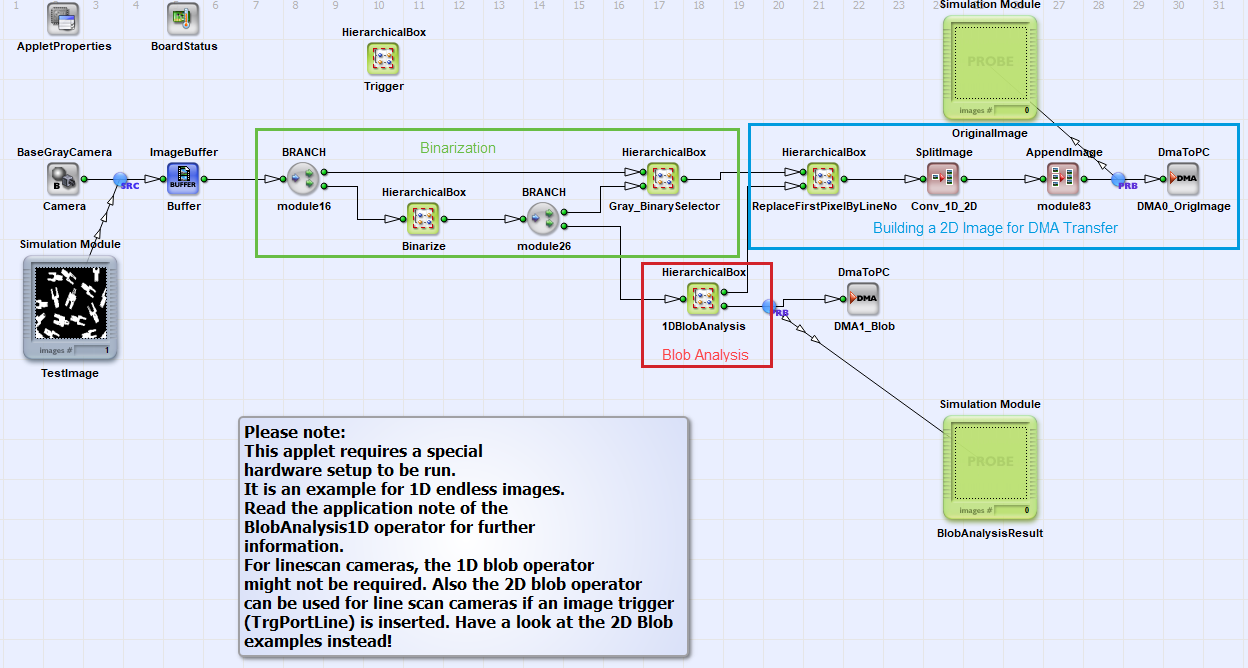 1 3 4 6 7 8 9 10 11 12 13 14 15 16 17 18 19 20 21 22 23 27 28 29 30 31
Simulation Module
AppletProperties
BoardStatus
HierarchicalBox
Trigger
PROBE
images # 0
OriginalImage
BaseGrayCamera
SRC
Camera
ImageBuffer
BUFFER
Buffer
Binarization
BRANCH
module16
HierarchicalBox
Binarize
BRANCH
module26
HierarchicalBox
Gray_BinarySelector
HierarchicalBox
ReplaceFirstPixelByLineNo
SplitImage
Conv_1D_2D
AppendImage
module83
PRB
DmaToPC
DMA
DMA0_OrigImage
Building a 2D Image for DMA Transfer
Simulation Module
images # 1
TestImage
HierarchicalBox
1DBlobAnalysis
Blob Analysis
PRB
DmaToPC
DMA
DMA1_Blob
Simulation Module
PROBE
images # 0
BlobAnalysisResult
Please note:
This applet requires a special
hardware setup to be run.
It is an example for 1D endless images.
Read the application note of the
BlobAnalysis1D operator for further
information.
For linescan cameras, the 1D blob operator
might not be required. Also the 2D blob operator
can be used for line scan cameras if an image trigger
(TrgPortLine) is inserted. Have a look at the 2D Blob
examples instead!